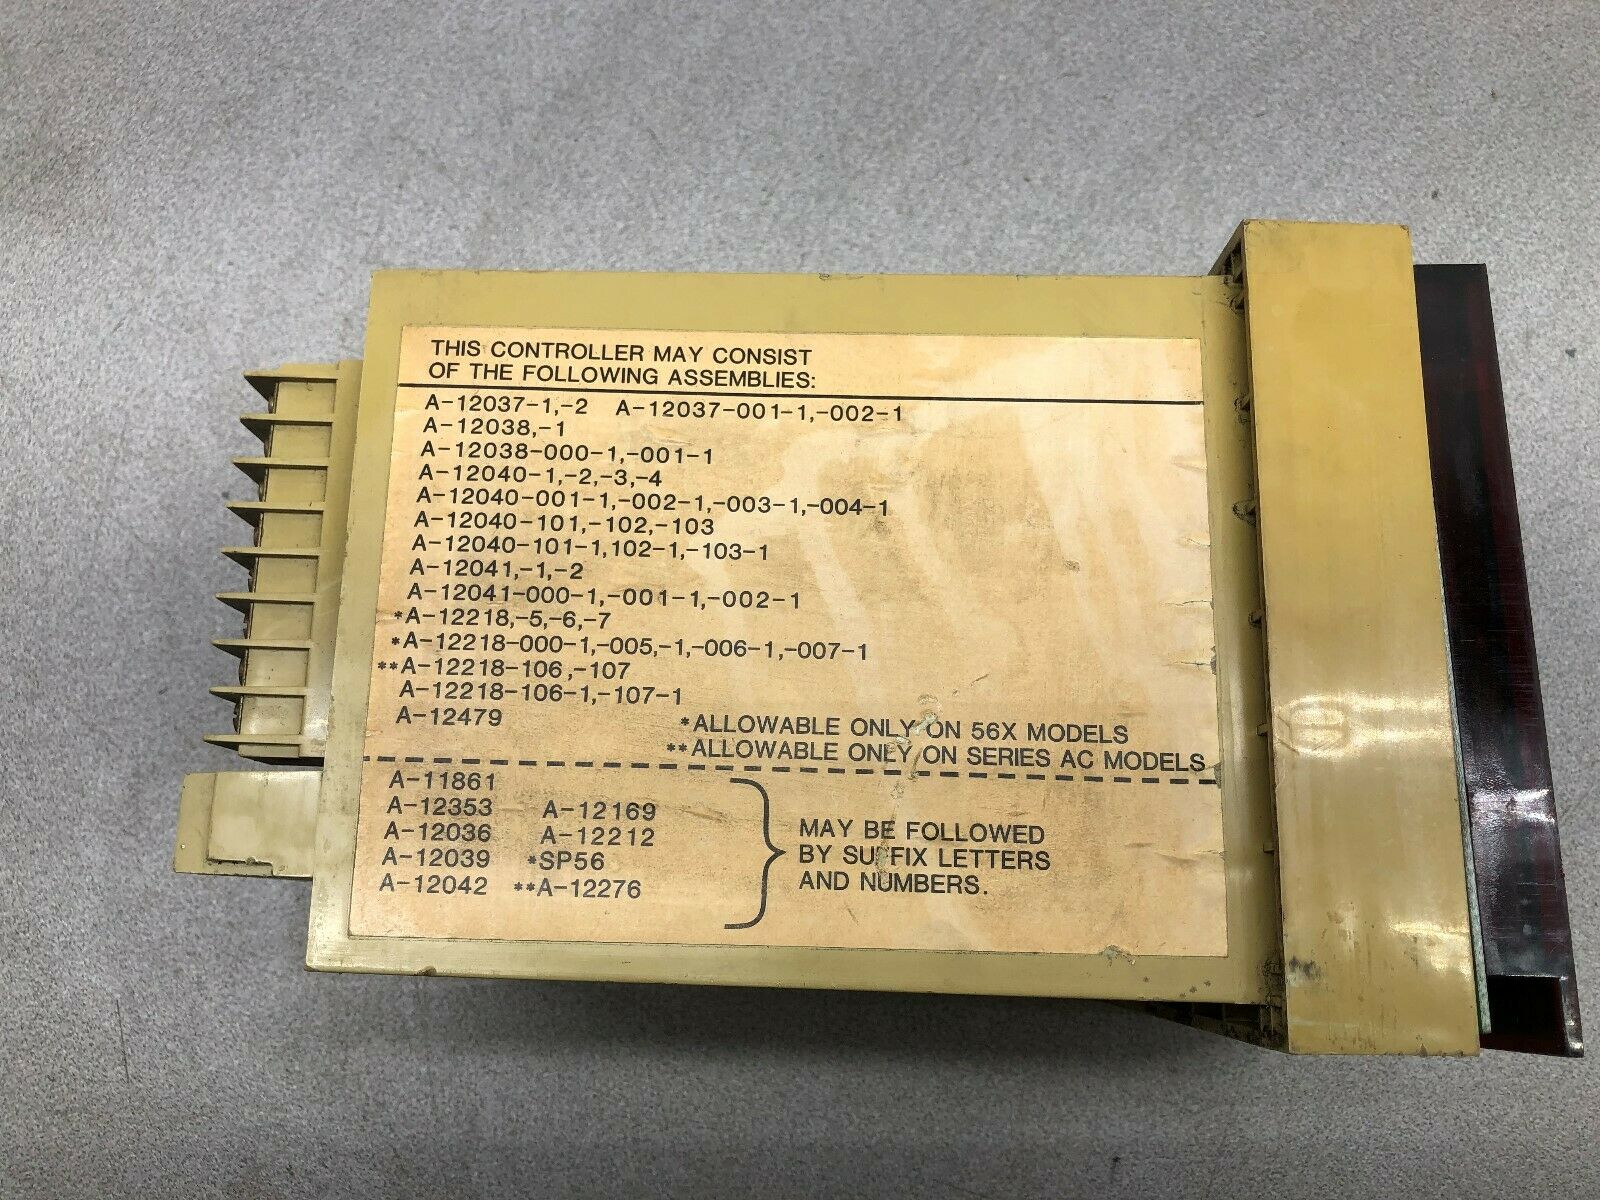 THIS CONTROLLER MAY CONSIST
OF THE FOLLOWING ASSEMBLIES:
A-12037-1,-2 A-12037-001-1,-002-1
A-12038,-1
A-12038-000-1,-001-1
A-12040-1,-2,-3,-4
A-12040-001-1,-002-1,-003-1,-004-1
A-12040-101,-102,-103
A-12040-101-1,102-1,-103-1
A-12041,-1,-2
A-12041-000-1,-001-1,-002-1
*A-12218,-5,-6,-7
*A-12218-000-1,-005,-1,-006-1,-007-1
**A-12218-106,-107
A-12218-106-1,-107-1
A-12479
*ALLOWABLE ONLY ON 56X MODELS
**ALLOWABLE ONLY ON SERIES AC MODELS
A-11861
A-12353 A-12169
A-12036 A-12212
A-12039 *SP56
A-12042 **A-12276
MAY BE FOLLOWED
BY SUFFIX LETTERS
AND NUMBERS.